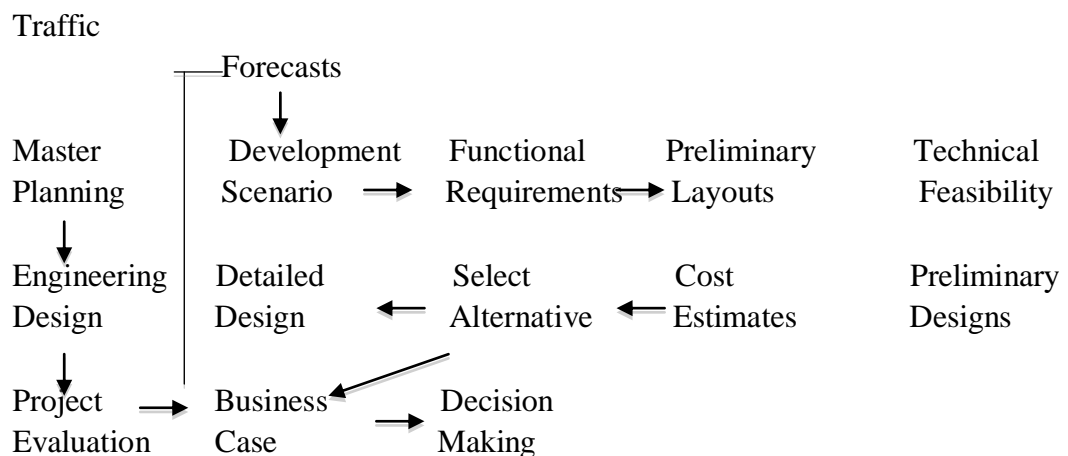 Traffic
Forecasts
Master Development Functional Preliminary Technical
Planning Scenario Requirements Layouts Feasibility
Engineering Detailed Select Cost Preliminary
Design Design Alternative Estimates Designs
Project Business Decision
Evaluation Case Making